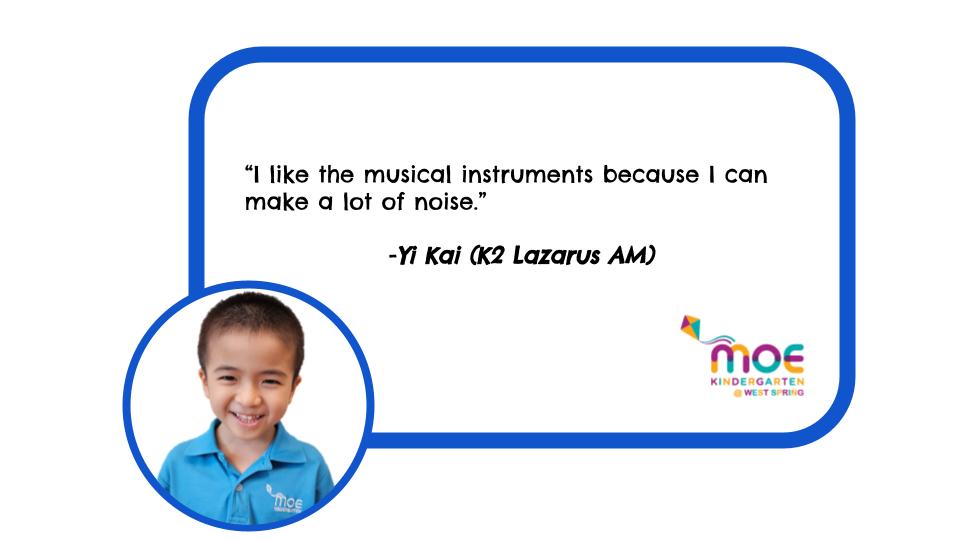 “I like the musical instruments because I can
make a lot of noise.”
-Yi Kai (K2 Lazarus AM)
moe
KINDERGARTEN
@ WEST SPRING
moe